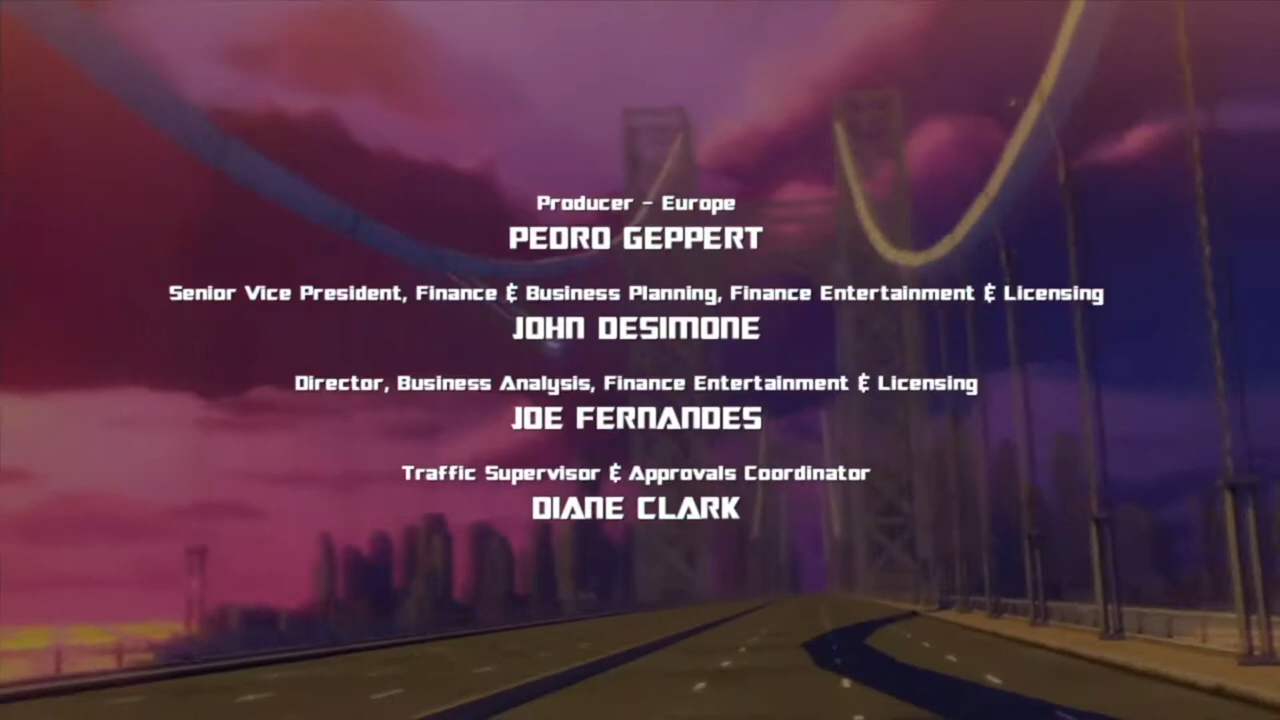 Producer - Europe
PEDRO GEPPERT
Senior Vice President, Finance & Business Planning, Finance Entertainment & Licensing
JOHN DESIMONE
Director, Business Analysis, Finance Entertainment & Licensing
JOE FERNANDES
Traffic Supervisor & Approvals Coordinator
DIANE CLARK